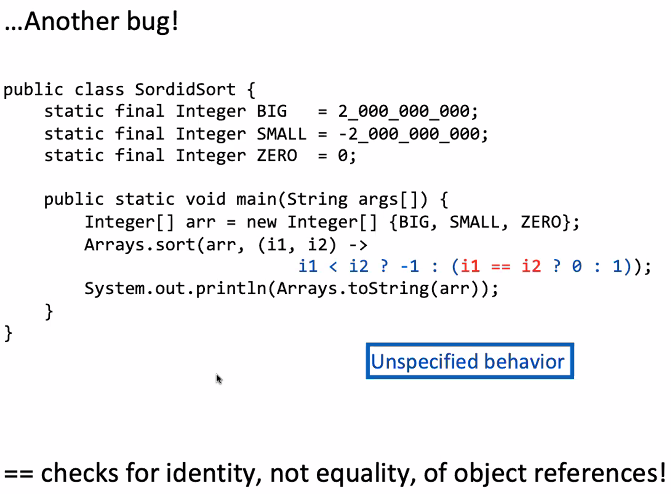 …Another bug!
public class SordidSort {
    static final Integer BIG   = 2_000_000_000;
    static final Integer SMALL = -2_000_000_000;
    static final Integer ZERO  = 0;
    public static void main(String args[]) {
        Integer[] arr = new Integer[] {BIG, SMALL, ZERO};
        Arrays.sort(arr, (i1, i2) ->
                             i1 < i2 ? -1 : (i1 == i2 ? 0 : 1));
        System.out.println(Arrays.toString(arr));
    }
}
Unspecified behavior
== checks for identity, not equality, of object references!